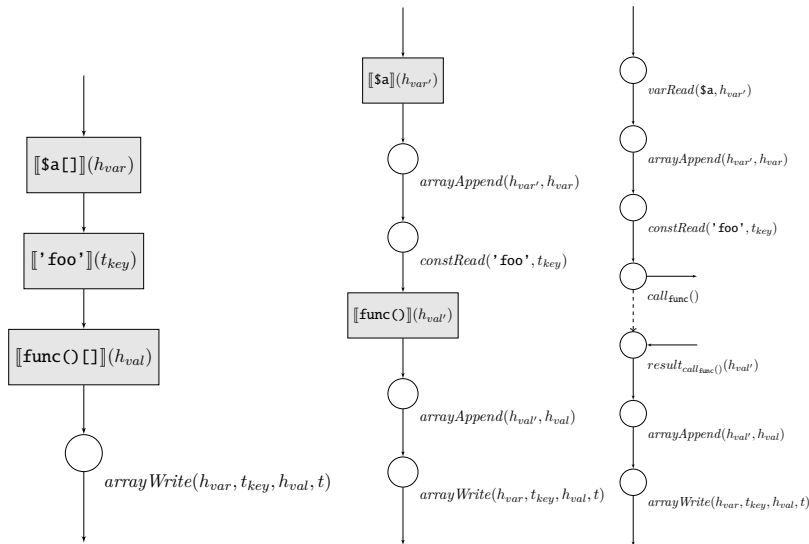 ⟦$a[]⟧(h_var)
⟦'foo'⟧(t_key)
⟦func()[]⟧(h_val)
arrayWrite(h_var, t_key, h_val, t)
⟦$a⟧(h_var′)
arrayAppend(h_var′, h_var)
constRead('foo', t_key)
⟦func()⟧(h_val′)
arrayAppend(h_val′, h_val)
arrayWrite(h_var, t_key, h_val, t)
varRead($a, h_var′)
arrayAppend(h_var′, h_var)
constRead('foo', t_key)
call_func()
result_call_func()(h_val′)
arrayAppend(h_val′, h_val)
arrayWrite(h_var, t_key, h_val, t)